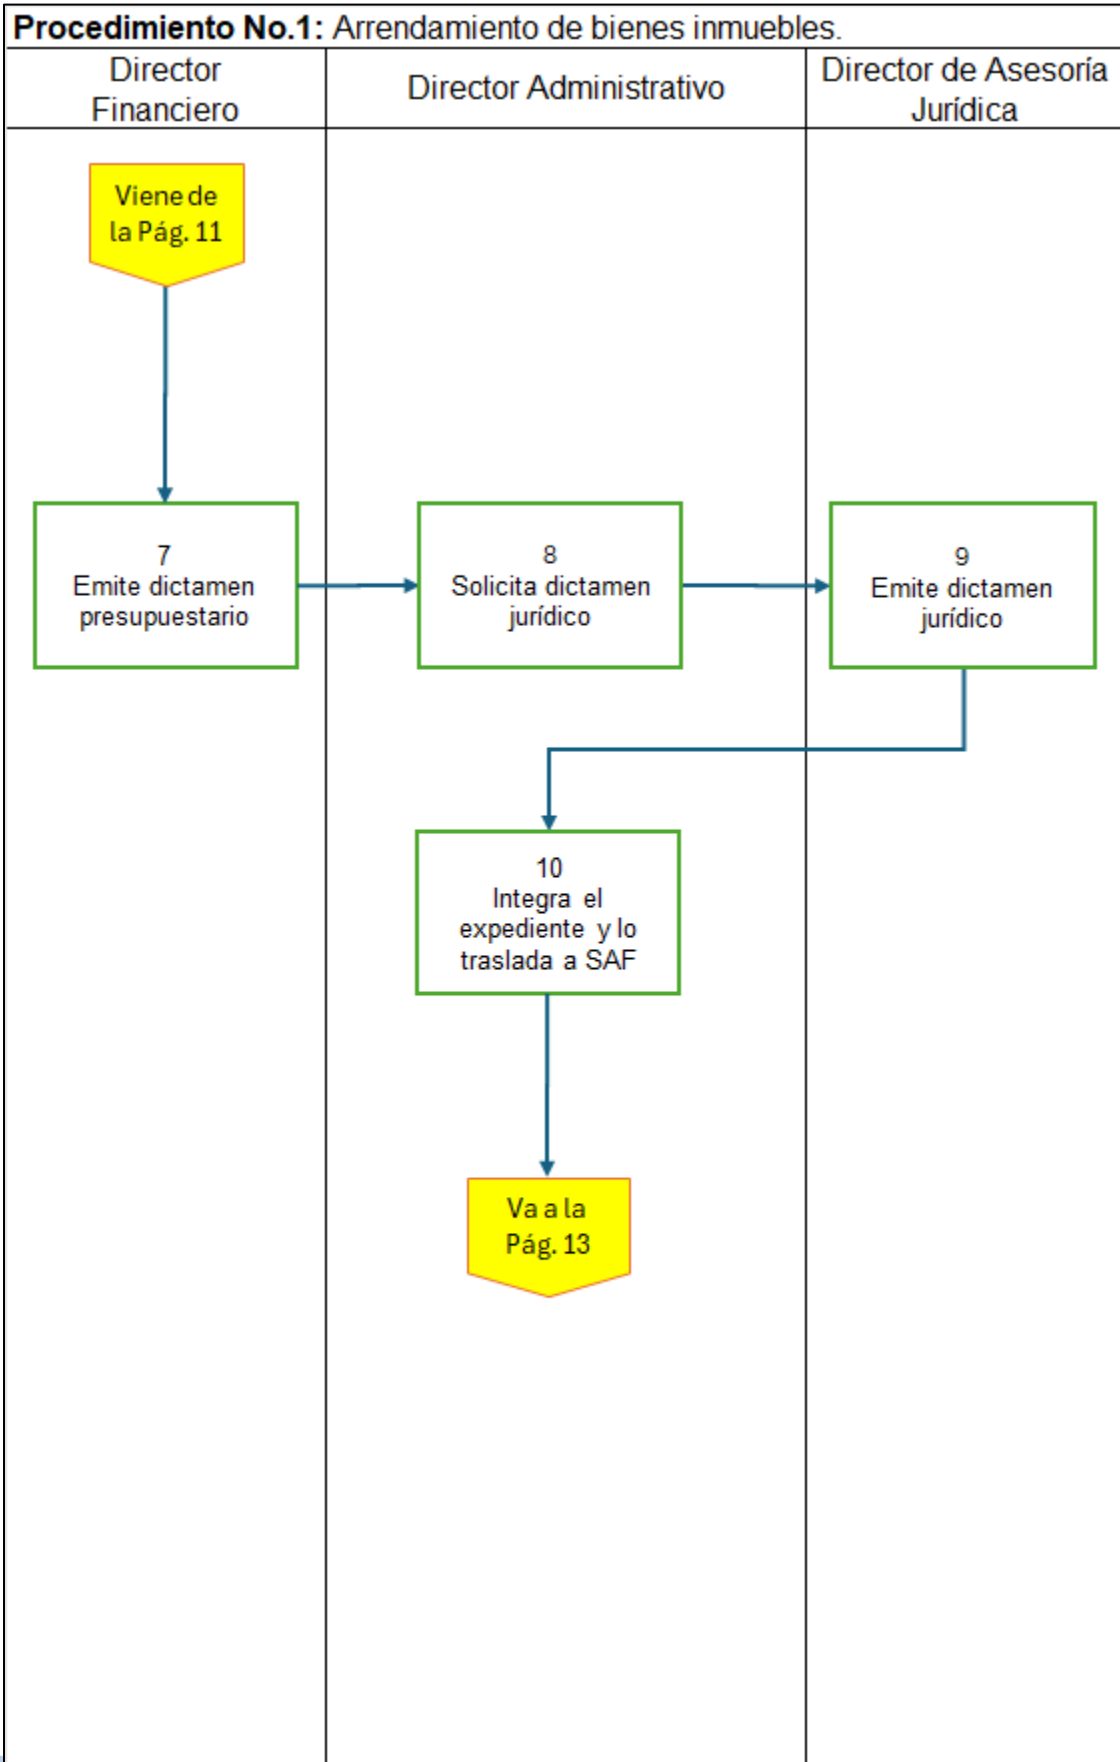 Procedimiento No.1: Arrendamiento de bienes inmuebles.
Director
Financiero
Director Administrativo
Director de Asesoría
Jurídica
Viene de
la Pág. 11
7
Emite dictamen
presupuestario
8
Solicita dictamen
jurídico
9
Emite dictamen
jurídico
10
Integra el
expediente y lo
traslada a SAF
Va a la
Pág. 13